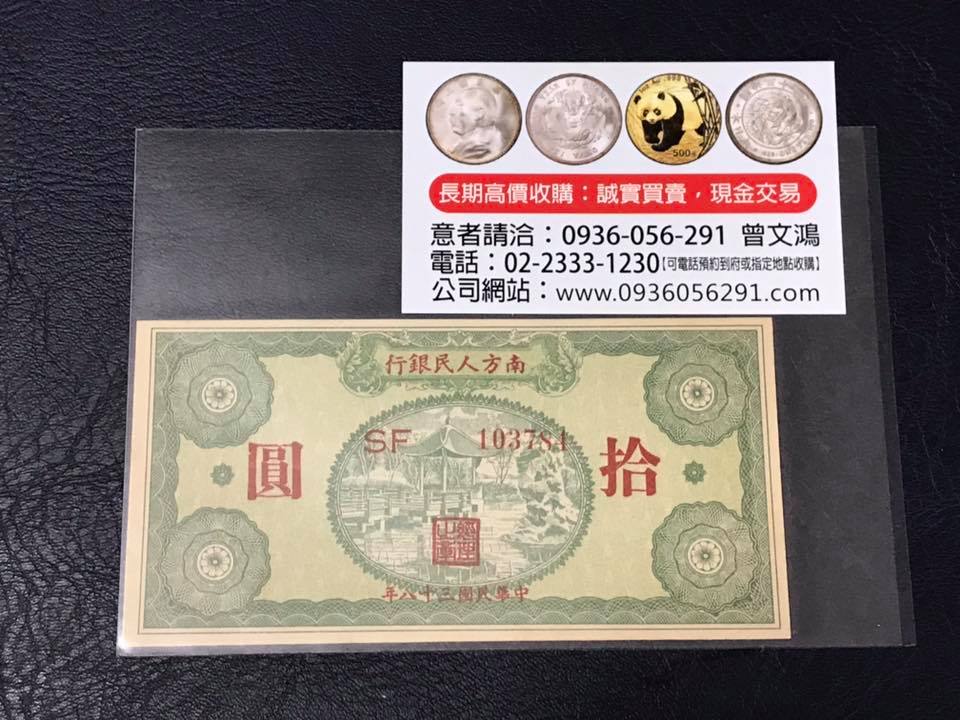 500元
長期高價收購：誠實買賣，現金交易
意者請洽：0936-056-291 曾文鴻
電話：02-2333-1230【可電話預約到府或指定地點收購】
公司網站：www.0936056291.com
南方人民銀行
SF 103784
拾圓
中華民國三十八年